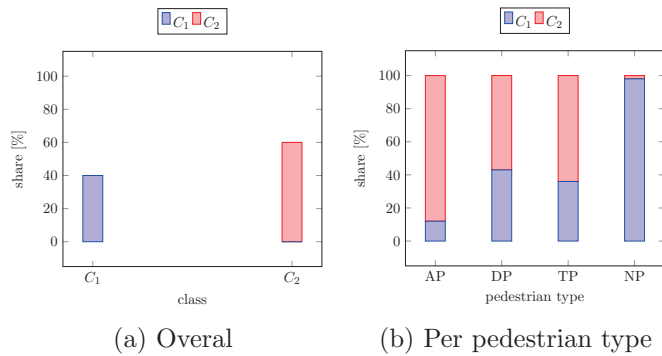 C₁ C₂
share [%]
100
80
60
40
20
0
C₁ C₂
class
(a) Overal
C₁ C₂
share [%]
100
80
60
40
20
0
AP DP TP NP
pedestrian type
(b) Per pedestrian type